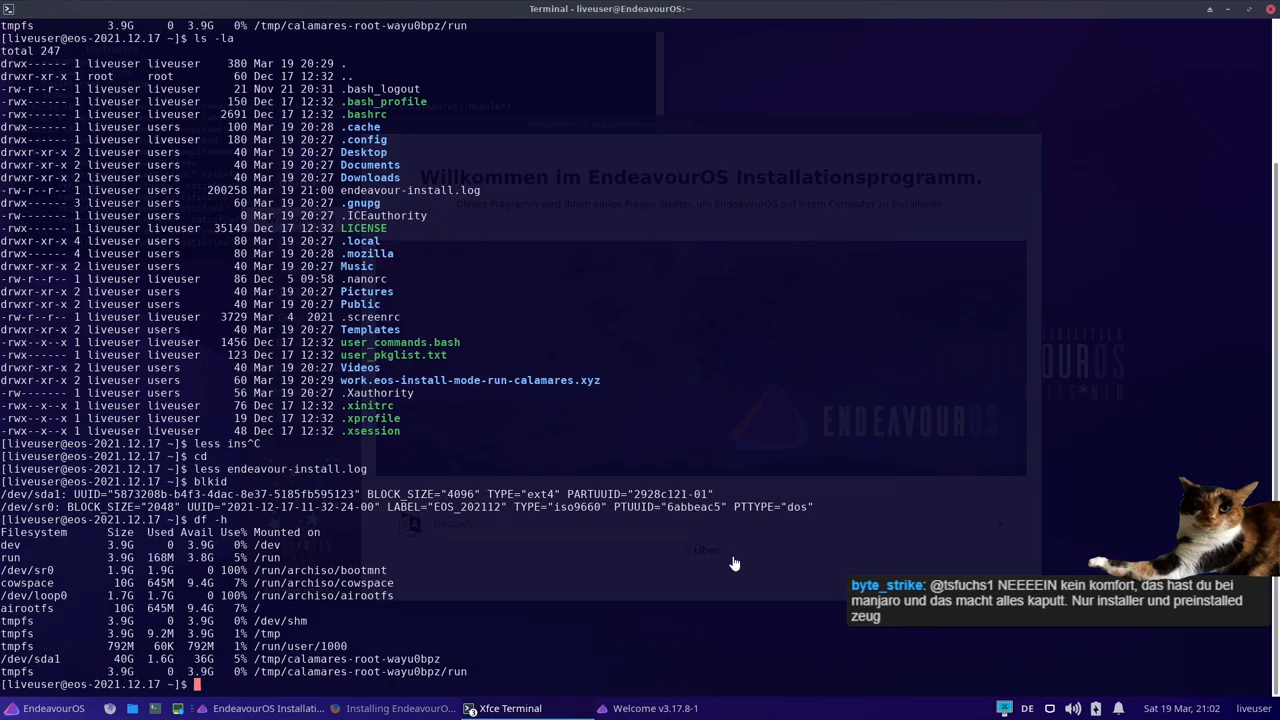 Terminal - liveuser@EndeavourOS:~
tmpfs 3.9G 0 3.9G 0% /tmp/calamares-root-wayu0bpz/run
[liveuser@eos-2021.12.17 ~]$ ls -la
total 247
drwx------ 1 liveuser liveuser 380 Mar 19 20:29 .
drwxr-xr-x 1 root root 60 Dec 17 12:32 ..
-rw-r--r-- 1 liveuser liveuser 21 Nov 21 20:31 .bash_logout
-rwx------ 1 liveuser liveuser 150 Dec 17 12:32 .bash_profile
-rwx------ 1 liveuser liveuser 2691 Dec 17 12:32 .bashrc
drwx------ 1 liveuser users 100 Mar 19 20:28 .cache
drwx------ 1 liveuser users 180 Mar 19 20:27 .config
drwxr-xr-x 2 liveuser users 40 Mar 19 20:27 Desktop
drwxr-xr-x 2 liveuser users 40 Mar 19 20:27 Documents
drwxr-xr-x 2 liveuser users 40 Mar 19 20:27 Downloads
-rw-r--r-- 1 liveuser users 200258 Mar 19 21:00 endeavour-install.log
drwx------ 3 liveuser users 60 Mar 19 20:27 .gnupg
-rw------- 1 liveuser users 0 Mar 19 20:27 .ICEauthority
-rwx------ 1 liveuser liveuser 35149 Dec 17 12:32 LICENSE
drwxr-xr-x 4 liveuser users 80 Mar 19 20:27 .local
drwx------ 4 liveuser users 80 Mar 19 20:28 .mozilla
drwxr-xr-x 2 liveuser users 40 Mar 19 20:27 Music
-rw-r--r-- 1 liveuser liveuser 86 Dec 5 09:58 .nanorc
drwxr-xr-x 2 liveuser users 40 Mar 19 20:27 Pictures
drwxr-xr-x 2 liveuser users 40 Mar 19 20:27 Public
-rw-r--r-- 1 liveuser liveuser 3729 Mar 4 2021 .screenrc
drwxr-xr-x 2 liveuser users 40 Mar 19 20:27 Templates
-rwx--x--x 1 liveuser liveuser 1456 Dec 17 12:32 user_commands.bash
-rwx------ 1 liveuser liveuser 123 Dec 17 12:32 user_pkglist.txt
drwxr-xr-x 2 liveuser users 40 Mar 19 20:27 Videos
drwxr-xr-x 2 liveuser users 60 Mar 19 20:29 work.eos-install-mode-run-calamares.xyz
-rw------- 1 liveuser users 56 Mar 19 20:27 .Xauthority
-rwx--x--x 1 liveuser liveuser 76 Dec 17 12:32 .xinitrc
-rwx--x--x 1 liveuser liveuser 19 Dec 17 12:32 .xprofile
-rwx--x--x 1 liveuser liveuser 48 Dec 17 12:32 .xsession
[liveuser@eos-2021.12.17 ~]$ less ins^C
[liveuser@eos-2021.12.17 ~]$ cd
[liveuser@eos-2021.12.17 ~]$ less endeavour-install.log
[liveuser@eos-2021.12.17 ~]$ blkid
/dev/sda1: UUID="5873208b-b4f3-4dac-8e37-5185fb595123" BLOCK_SIZE="4096" TYPE="ext4" PARTUUID="2928c121-01"
/dev/sr0: BLOCK_SIZE="2048" UUID="2021-12-17-11-32-24-00" LABEL="EOS_202112" TYPE="iso9660" PTUUID="6abbeac5" PTTYPE="dos"
[liveuser@eos-2021.12.17 ~]$ df -h
Filesystem Size Used Avail Use% Mounted on
dev 3.9G 0 3.9G 0% /dev
run 3.9G 168M 3.8G 5% /run
/dev/sr0 1.9G 1.9G 0 100% /run/archiso/bootmnt
cowspace 10G 645M 9.4G 7% /run/archiso/cowspace
/dev/loop0 1.7G 1.7G 0 100% /run/archiso/airootfs
airootfs 10G 645M 9.4G 7% /
tmpfs 3.9G 0 3.9G 0% /dev/shm
tmpfs 3.9G 9.2M 3.9G 1% /tmp
tmpfs 792M 60K 792M 1% /run/user/1000
/dev/sda1 40G 1.6G 36G 5% /tmp/calamares-root-wayu0bpz
tmpfs 3.9G 0 3.9G 0% /tmp/calamares-root-wayu0bpz/run
[liveuser@eos-2021.12.17 ~]$
Willkommen im EndeavourOS Installationsprogramm.
Dieses Programm wird Ihnen einige Fragen stellen, um EndeavourOS auf Ihrem Computer zu installieren.
ENDEAVOUROS
Deutsch
Über
byte_strike: @tsfuchs1 NEEEEIN kein komfort, das hast du bei
manjaro und das macht alles kaputt. Nur installer und preinstalled
zeug
EndeavourOS
EndeavourOS Installati...
Installing EndeavourO...
3
Xfce Terminal
Welcome v3.17.8-1
DE
Sat 19 Mar, 21:02
liveuser